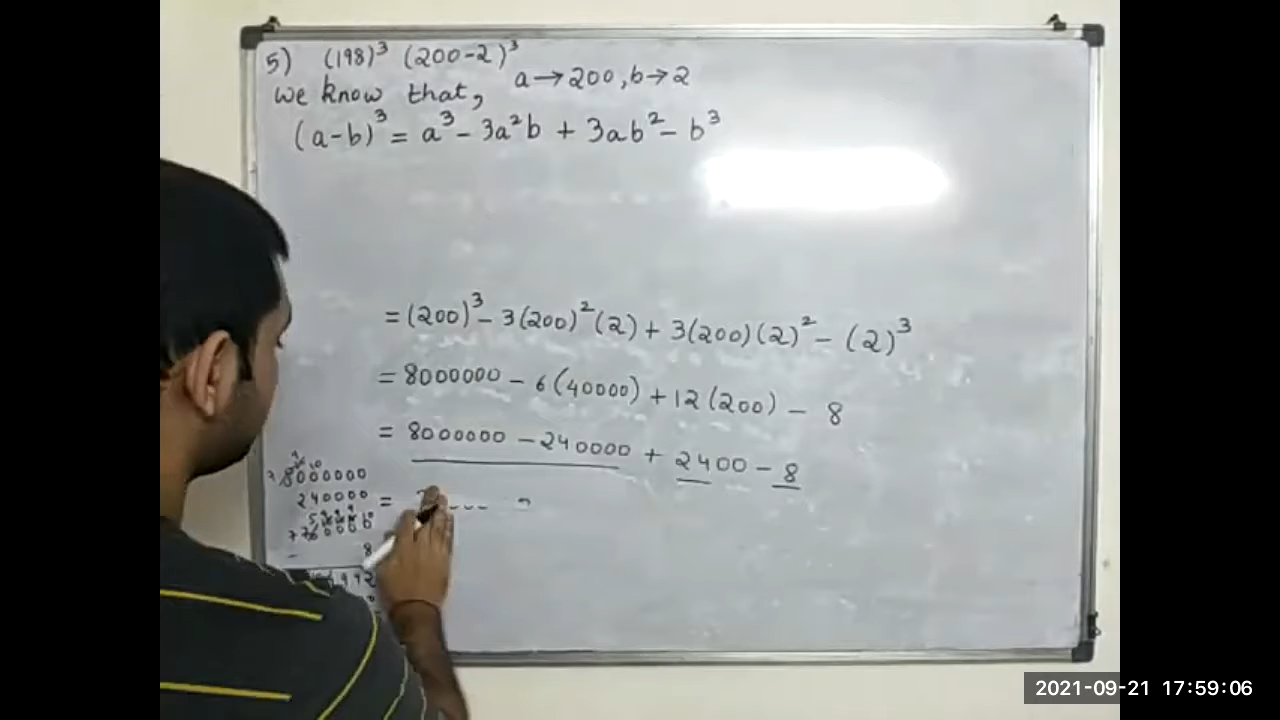 5) (198)³ (200-2)³
a→200, b→2
we know that,
(a-b)³ = a³ - 3a²b + 3ab² - b³
= (200)³ - 3(200)²(2) + 3(200)(2)² - (2)³
= 8000000 - 6(40000) + 12(200) - 8
= 8000000 - 240000 + 2400 - 8
8000000
240000
=
8
2021-09-21 17:59:06